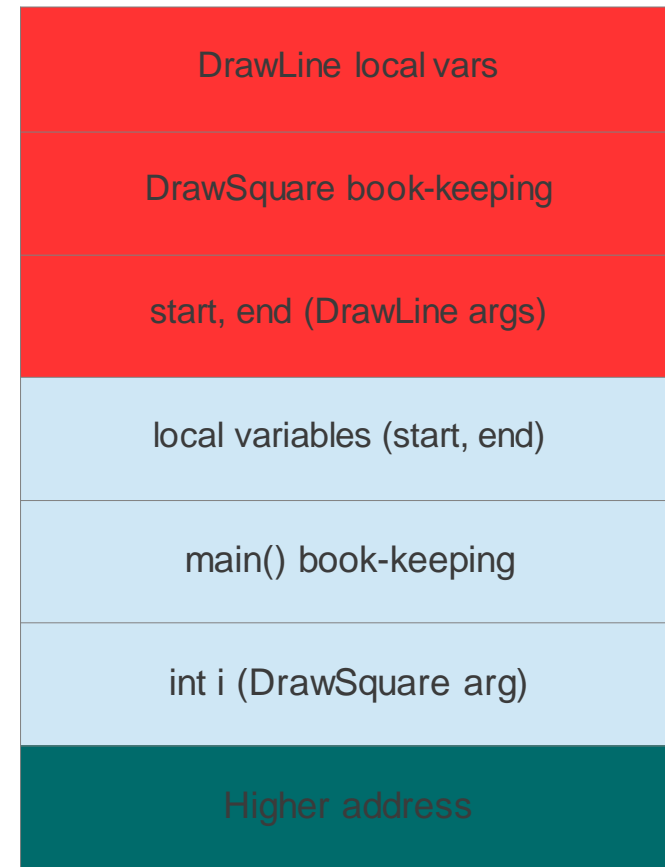 DrawLine local vars
DrawSquare book-keeping
start, end (DrawLine args)
local variables (start, end)
main() book-keeping
int i (DrawSquare arg)
Higher address